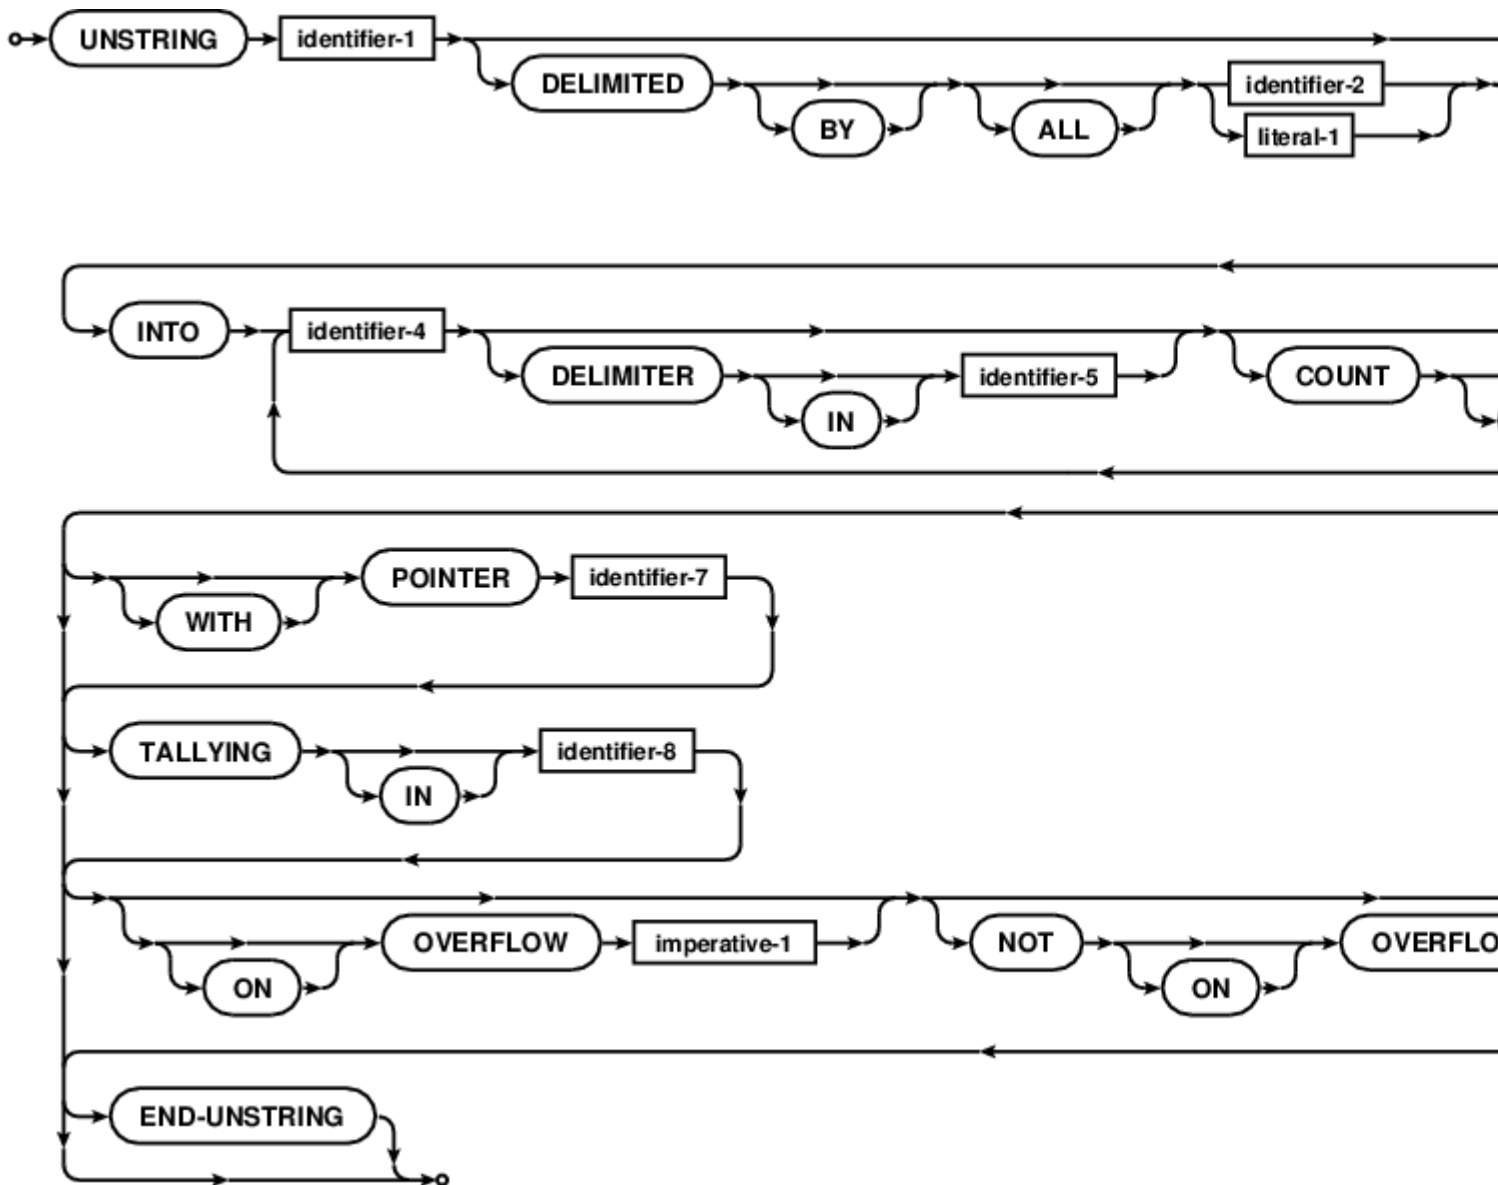 UNSTRING identifier-1
DELIMITED identifier-2
BY ALL literal-1
INTO identifier-4
DELIMITER identifier-5 COUNT
IN
POINTER identifier-7
WITH
TALLYING identifier-8
IN
OVERFLOW imperative-1 NOT OVERFLO
ON ON
END-UNSTRING